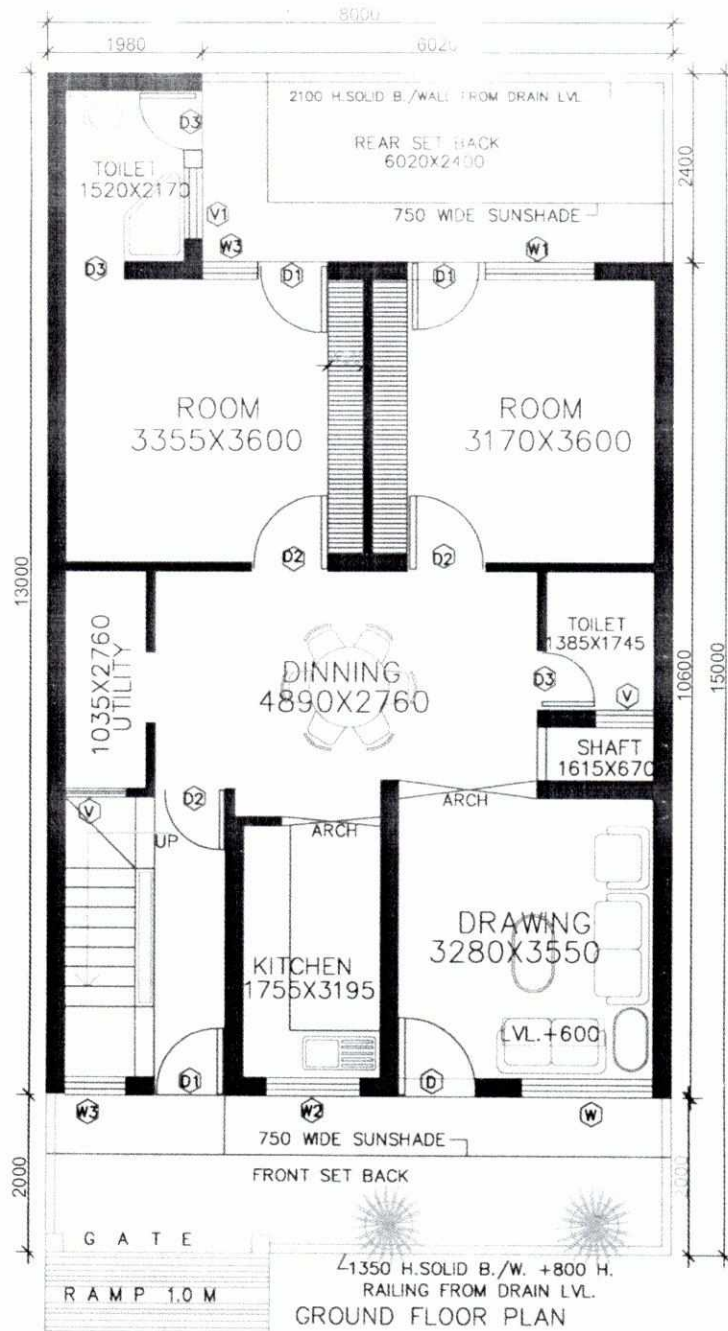 8000
1980
6020
2100 H.SOLID B./WALL FROM DRAIN LVL
REAR SET BACK
6020X2400
2400
750 WIDE SUNSHADE
D3
TOILET
1520X2170
V1
D3
W3
D1
D1
W1
ROOM
3355X3600
ROOM
3170X3600
D2
D2
13000
10600
15000
1035X2760
UTILITY
DINNING
4890X2760
TOILET
1385X1745
D3
V
SHAFT
1615X670
V
D2
UP
ARCH
ARCH
KITCHEN
1755X3195
DRAWING
3280X3550
LVL.+600
D1
D
W3
W2
W
750 WIDE SUNSHADE
FRONT SET BACK
2000
2000
GATE
RAMP 1.0 M
1350 H.SOLID B./W. +800 H.
RAILING FROM DRAIN LVL.
GROUND FLOOR PLAN